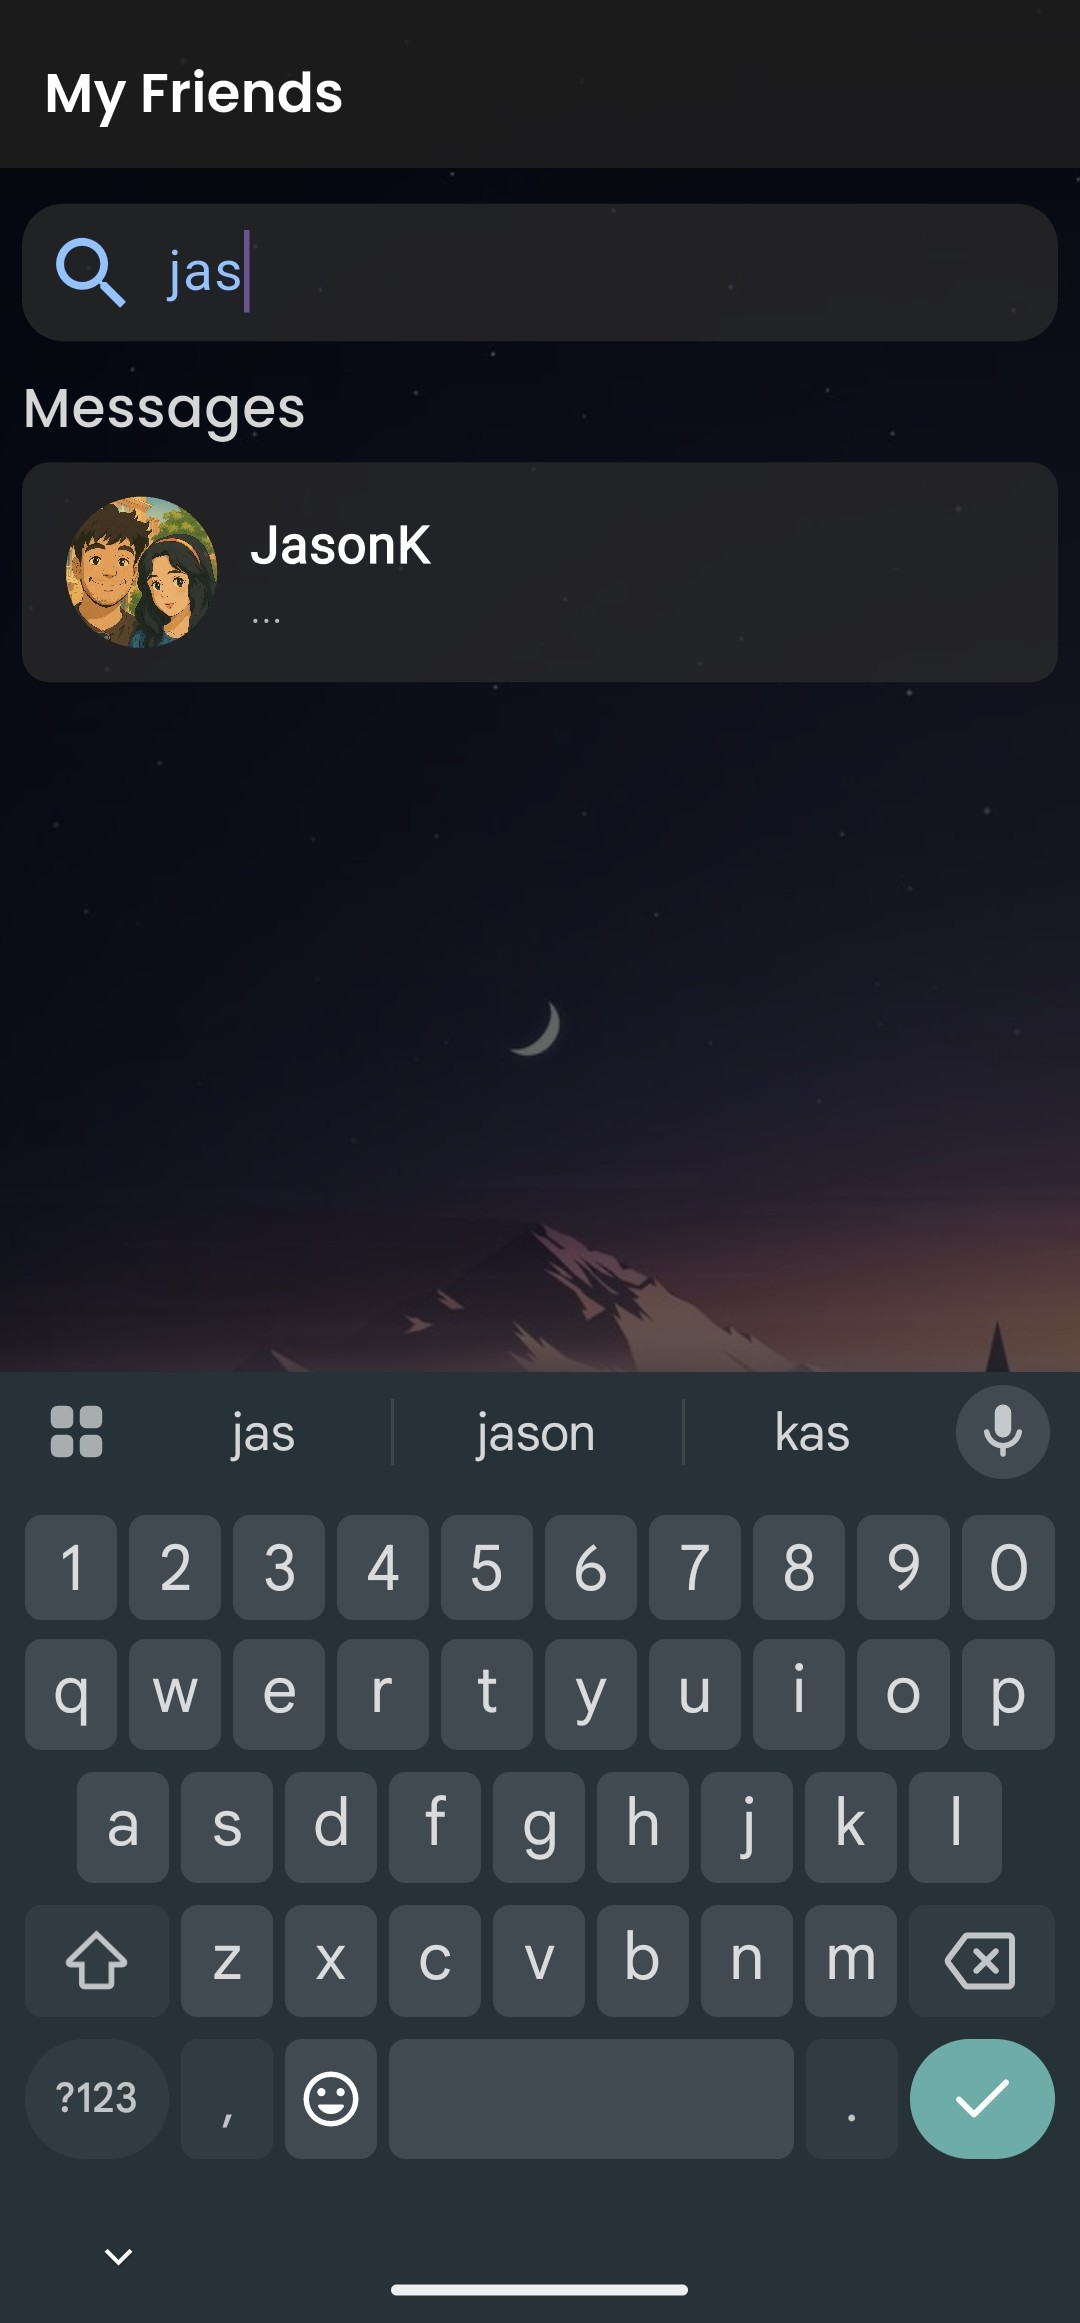 My Friends
jas
Messages
JasonK
...
jas jason kas
1 2 3 4 5 6 7 8 9 0
q w e r t y u i o p
a s d f g h j k l
z x c v b n m
?123 , .